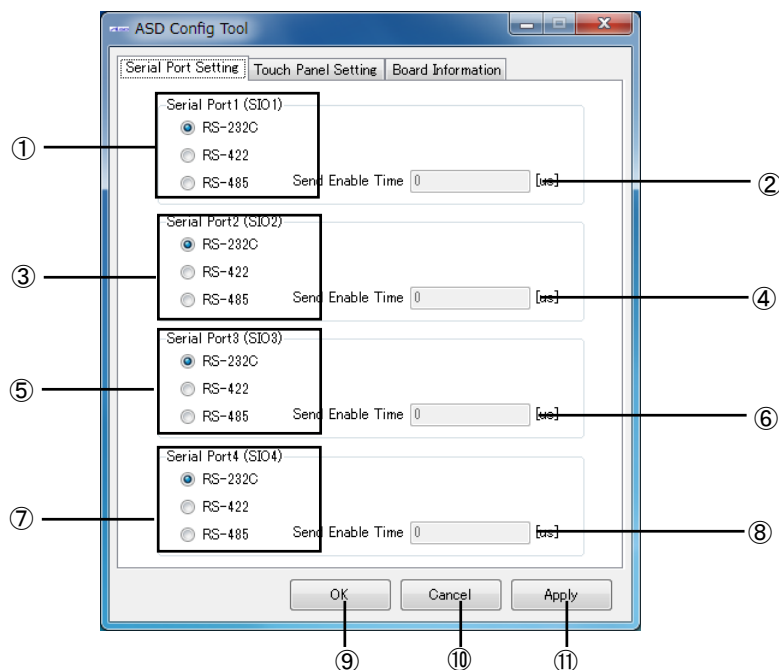 ASD Config Tool
Serial Port Setting Touch Panel Setting Board Information
Serial Port1 (SIO1)
RS-232C
①
RS-422
RS-485 Send Enable Time 0 [us]
②
Serial Port2 (SIO2)
RS-232C
③
RS-422
RS-485 Send Enable Time 0 [us]
④
Serial Port3 (SIO3)
RS-232C
⑤
RS-422
RS-485 Send Enable Time 0 [us]
⑥
Serial Port4 (SIO4)
RS-232C
⑦
RS-422
RS-485 Send Enable Time 0 [us]
⑧
OK Cancel Apply
⑨ ⑩ ⑪